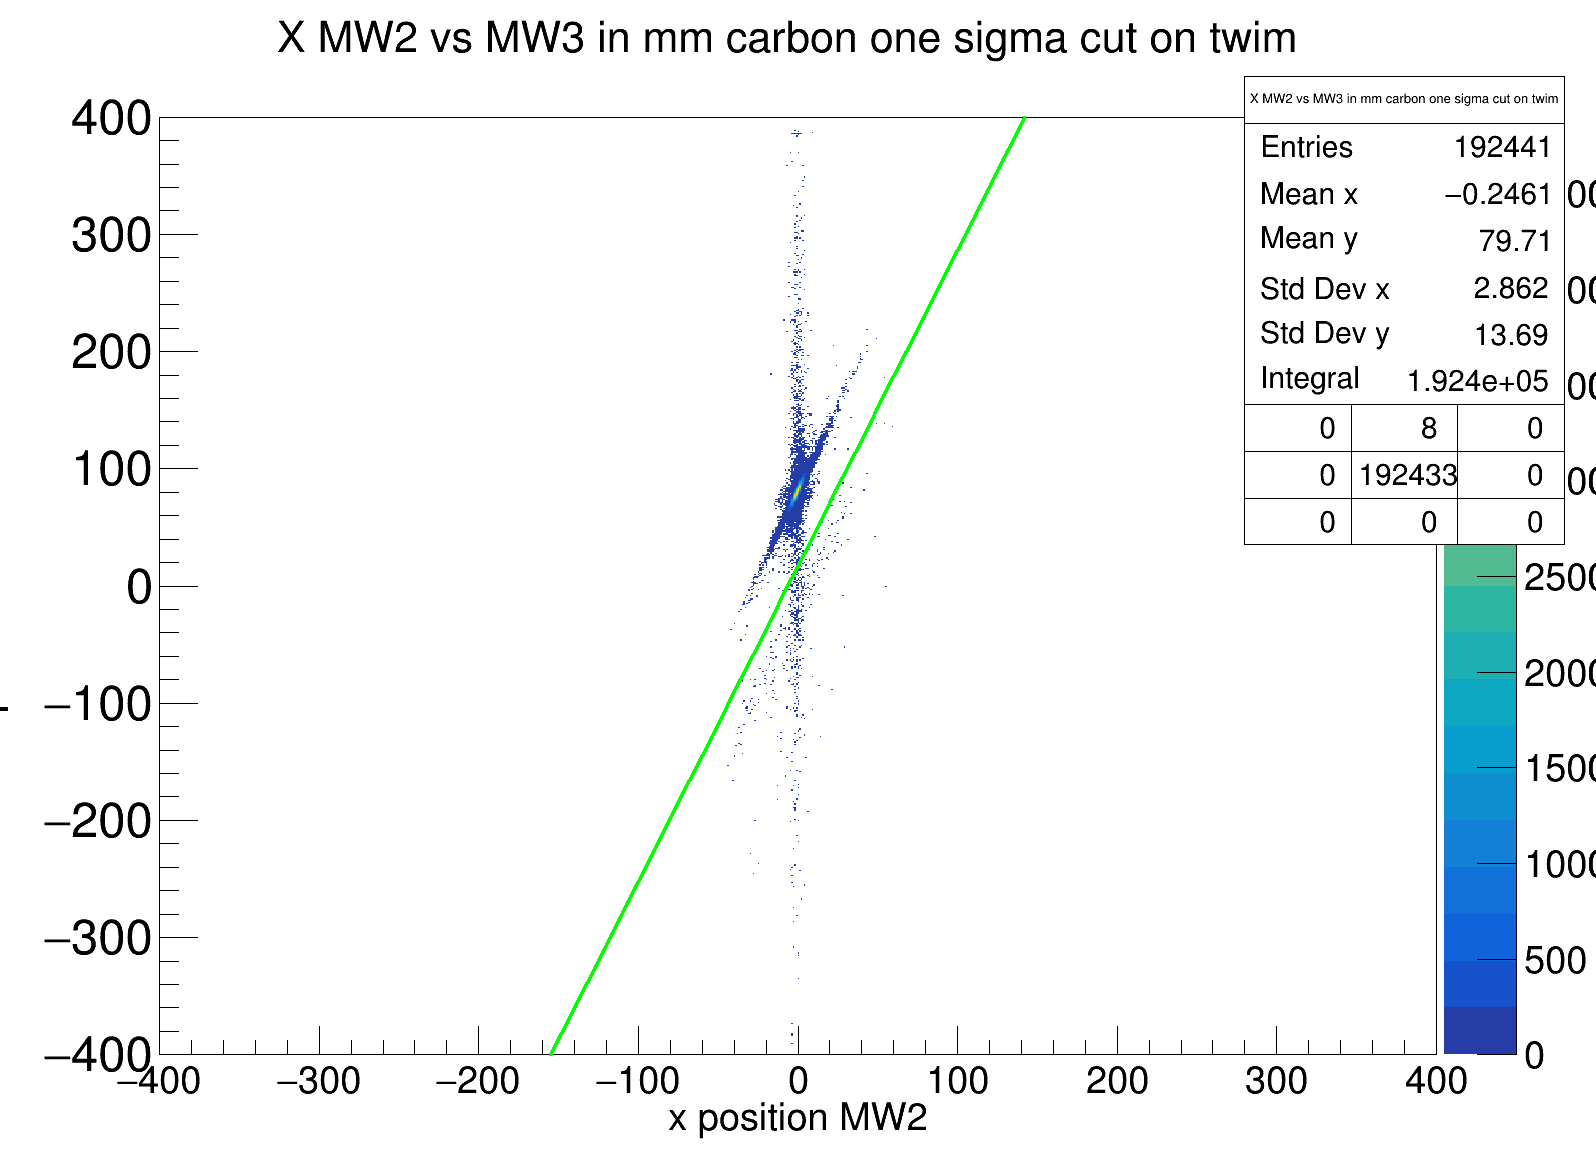 X MW2 vs MW3 in mm carbon one sigma cut on twim
X MW2 vs MW3 in mm carbon one sigma cut on twim
Entries 192441
Mean x −0.2461
Mean y 79.71
Std Dev x 2.862
Std Dev y 13.69
Integral 1.924e+05
0 8 0
0 192433 0
0 0 0
400
300
200
100
0
−100
−200
−300
−400
−400 −300 −200 −100 0 100 200 300 400
x position MW2
2500
2000
1500
1000
500
0